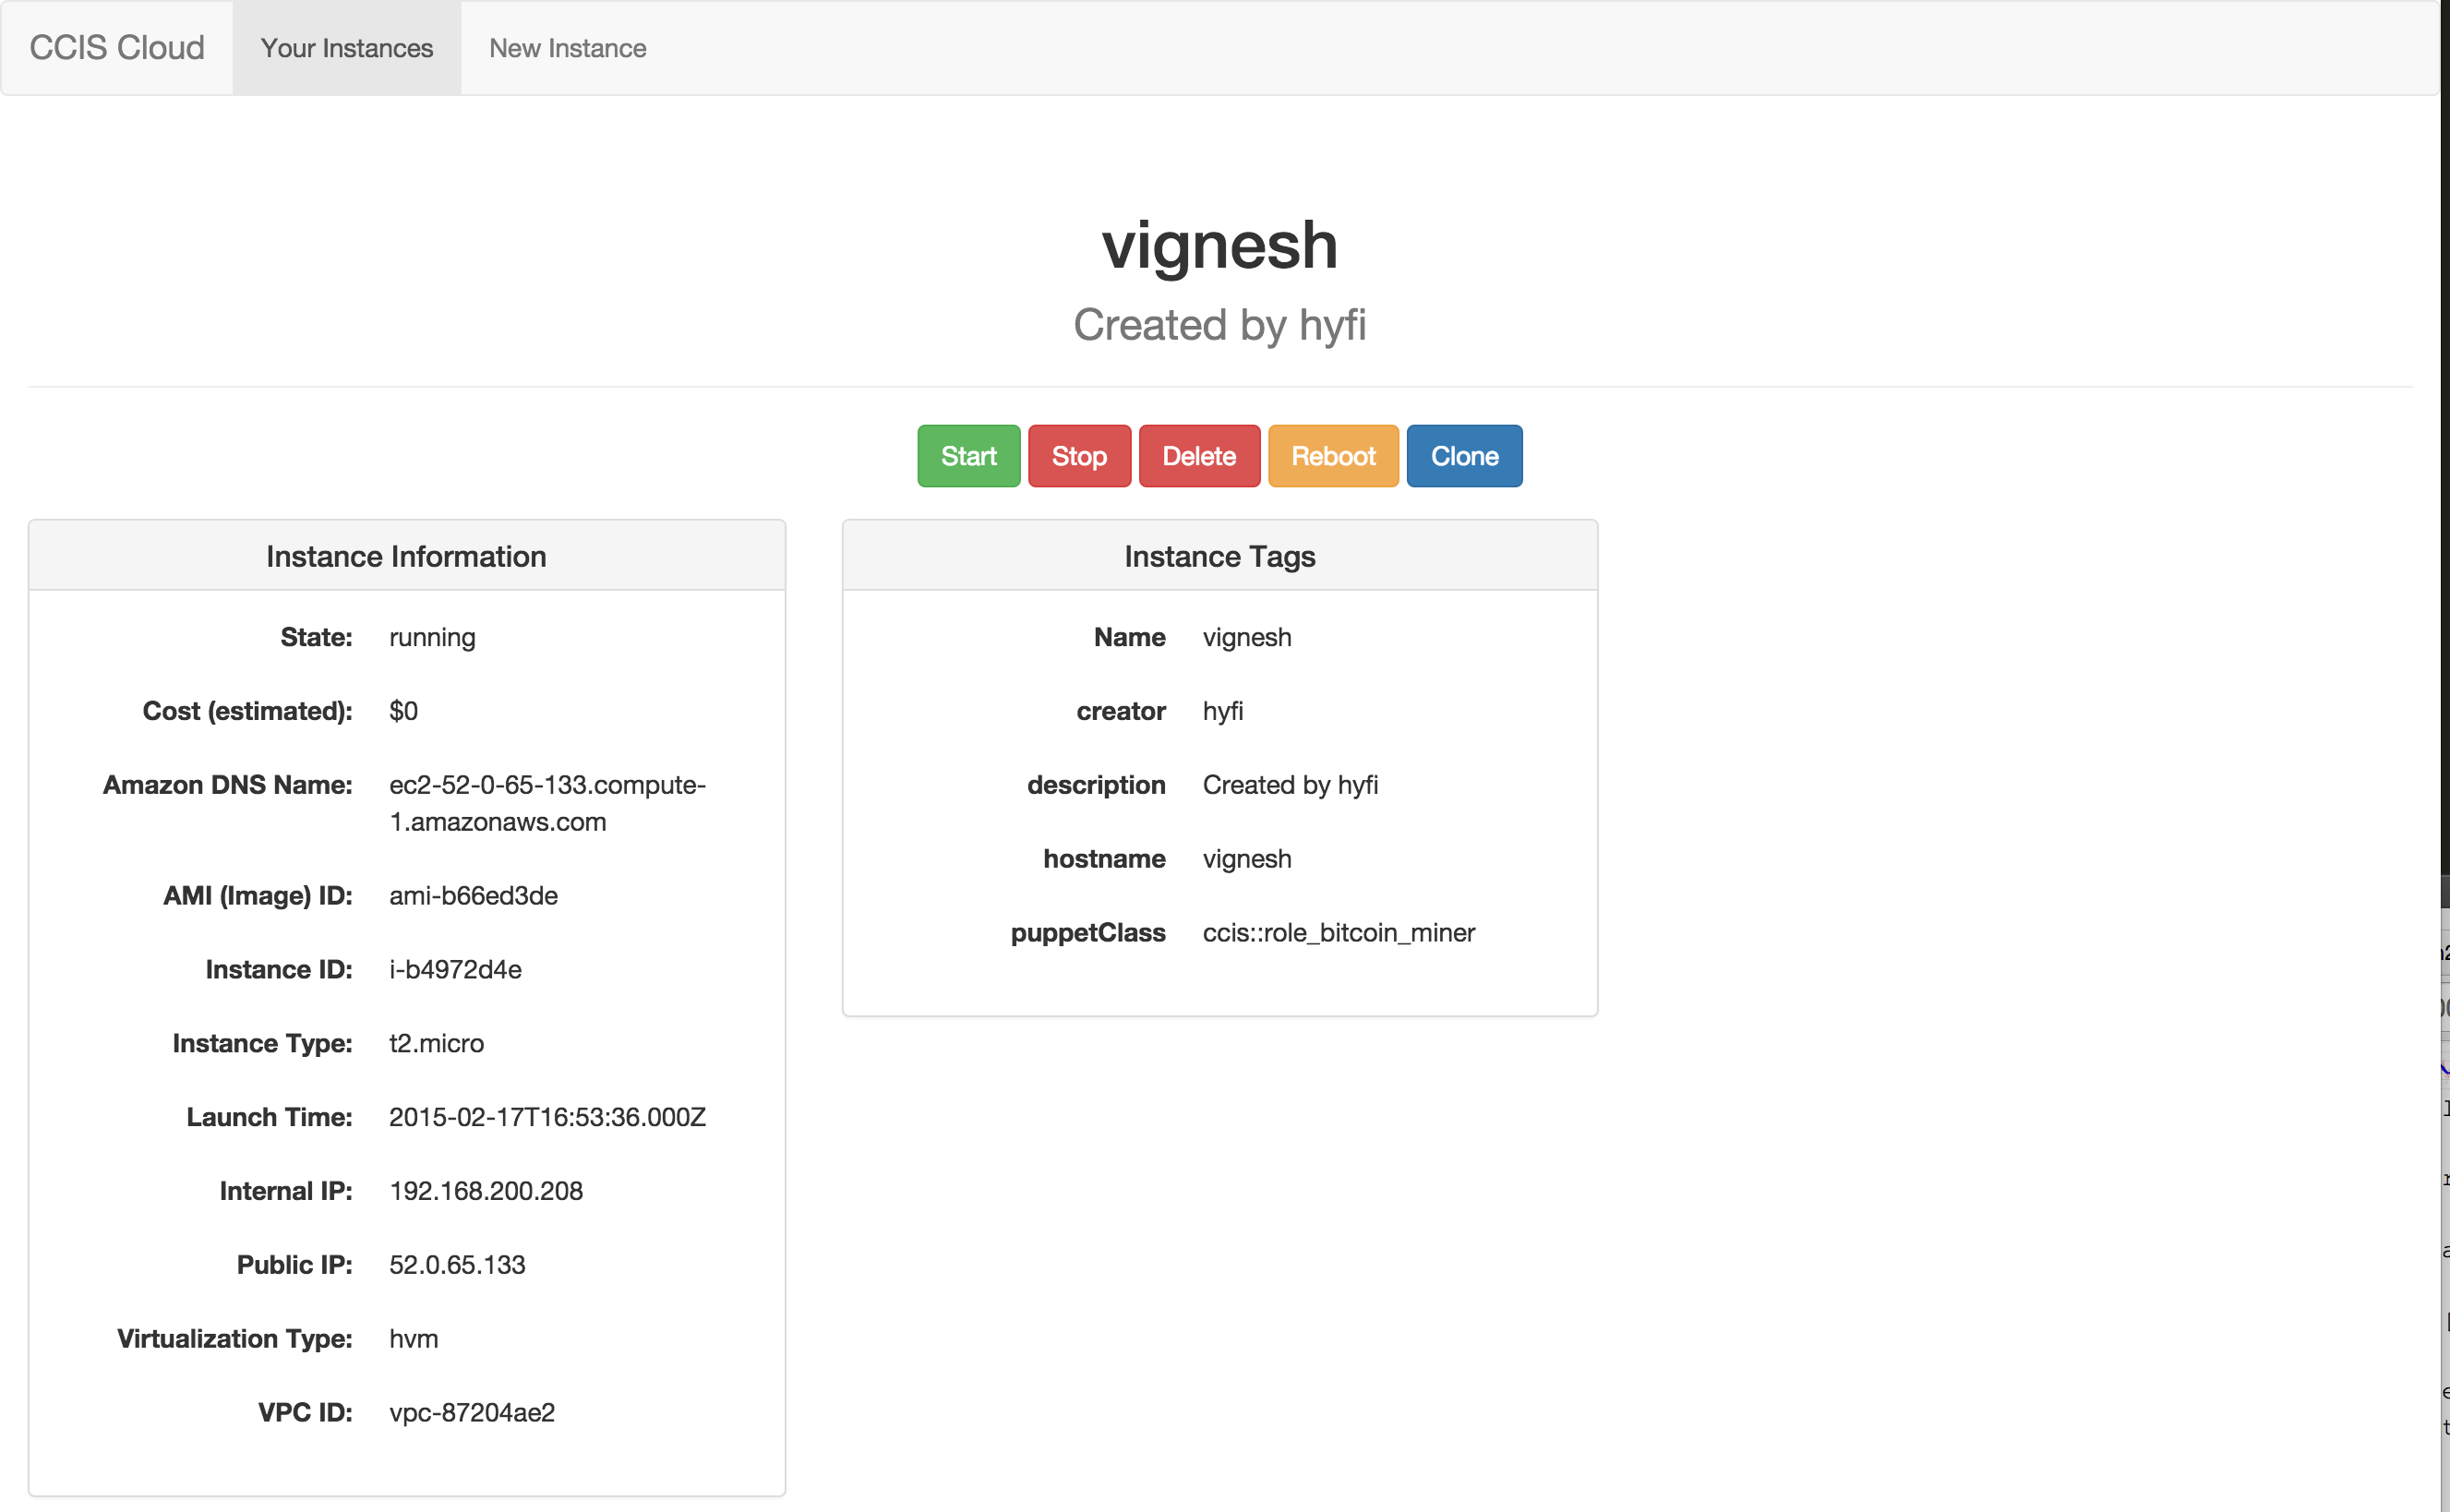 CCIS Cloud Your Instances New Instance
vignesh
Created by hyfi
Start Stop Delete Reboot Clone
Instance Information
State: running
Cost (estimated): $0
Amazon DNS Name: ec2-52-0-65-133.compute-
1.amazonaws.com
AMI (Image) ID: ami-b66ed3de
Instance ID: i-b4972d4e
Instance Type: t2.micro
Launch Time: 2015-02-17T16:53:36.000Z
Internal IP: 192.168.200.208
Public IP: 52.0.65.133
Virtualization Type: hvm
VPC ID: vpc-87204ae2
Instance Tags
Name vignesh
creator hyfi
description Created by hyfi
hostname vignesh
puppetClass ccis::role_bitcoin_miner